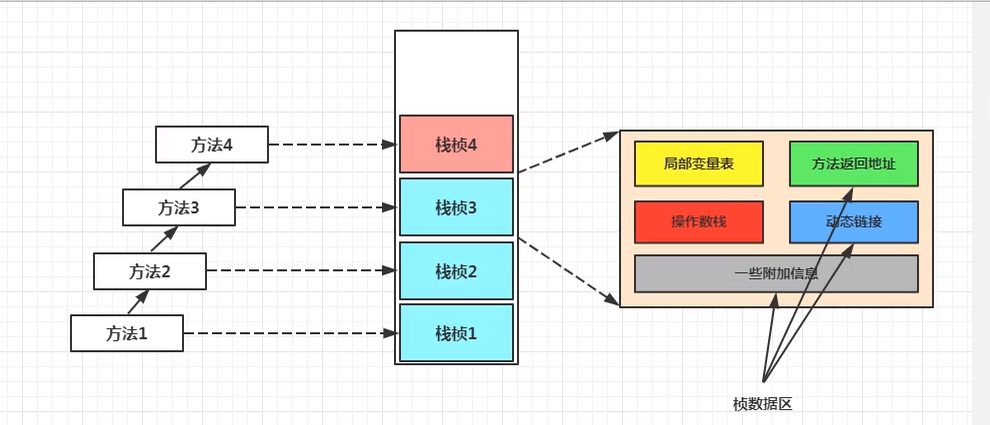 方法4
方法3
方法2
方法1
栈桢4
栈桢3
栈桢2
栈桢1
局部变量表
方法返回地址
操作数栈
动态链接
一些附加信息
桢数据区